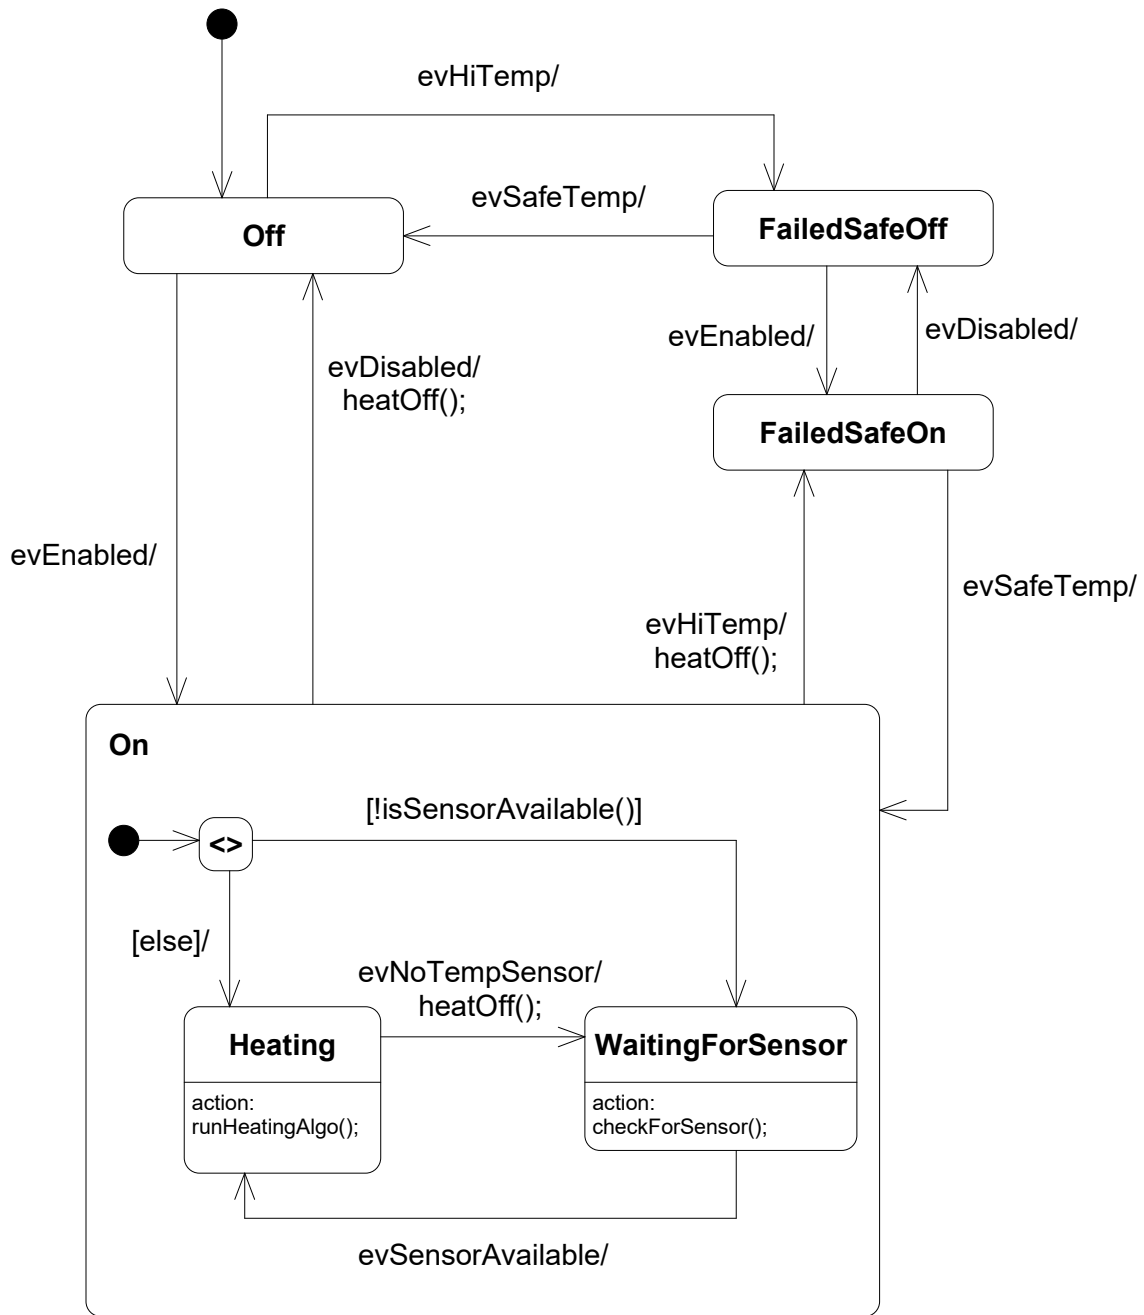 evHiTemp/
evSafeTemp/
Off
FailedSafeOff
evEnabled/
evDisabled/
evDisabled/
heatOff();
FailedSafeOn
evEnabled/
evSafeTemp/
evHiTemp/
heatOff();
On
[!isSensorAvailable()]
<>
[else]/
evNoTempSensor/
heatOff();
Heating
action:
runHeatingAlgo();
WaitingForSensor
action:
checkForSensor();
evSensorAvailable/